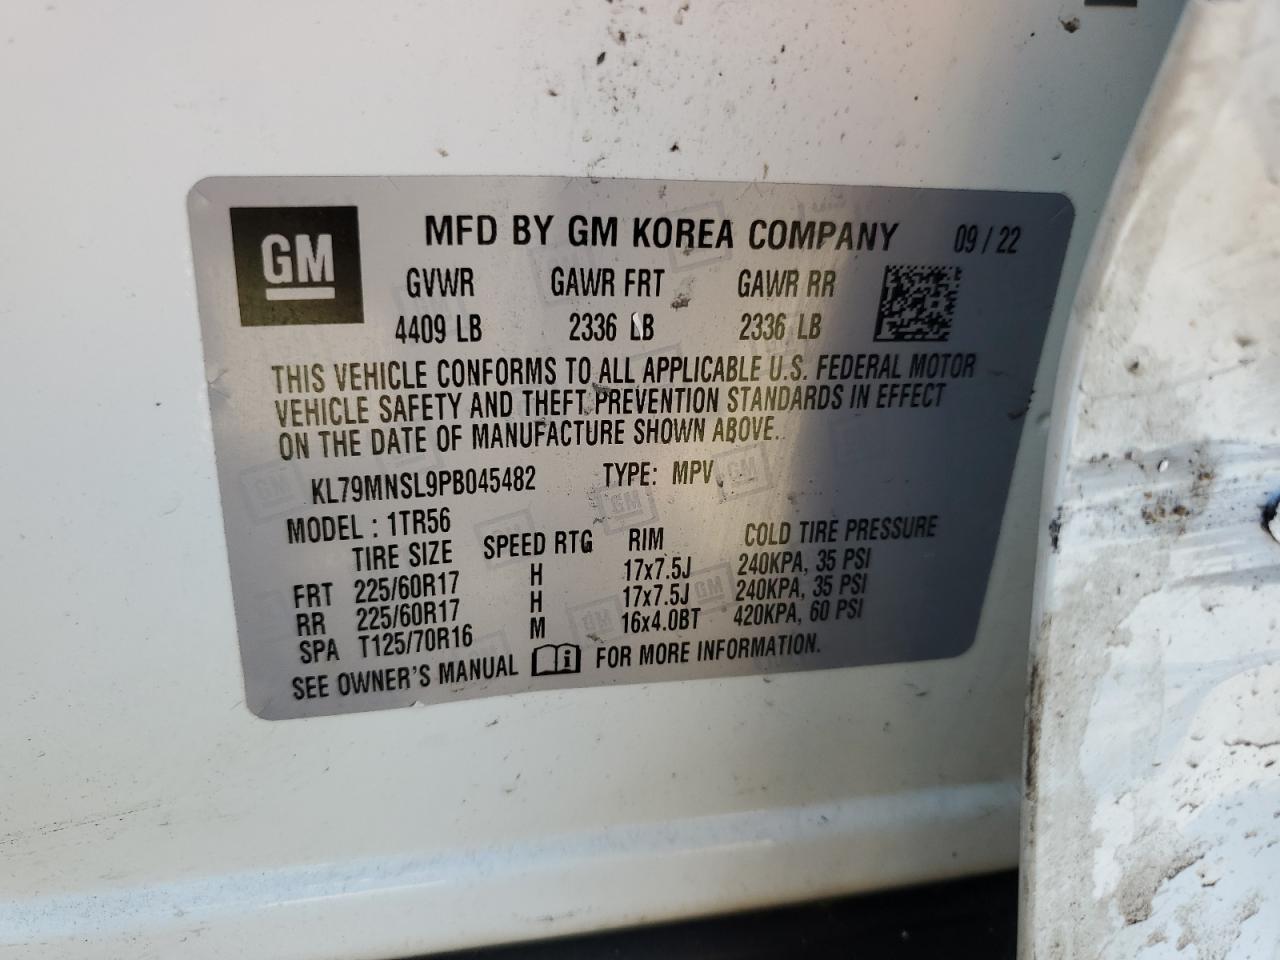 GM
MFD BY GM KOREA COMPANY 09 / 22
GVWR GAWR FRT GAWR RR
4409 LB 2336 LB 2336 LB
THIS VEHICLE CONFORMS TO ALL APPLICABLE U.S. FEDERAL MOTOR
VEHICLE SAFETY AND THEFT PREVENTION STANDARDS IN EFFECT
ON THE DATE OF MANUFACTURE SHOWN ABOVE.
KL79MNSL9PB045482 TYPE: MPV
MODEL : 1TR56
TIRE SIZE SPEED RTG RIM COLD TIRE PRESSURE
FRT 225/60R17 H 17x7.5J 240KPA, 35 PSI
RR 225/60R17 H 17x7.5J 240KPA, 35 PSI
SPA T125/70R16 M 16x4.0BT 420KPA, 60 PSI
SEE OWNER'S MANUAL FOR MORE INFORMATION.